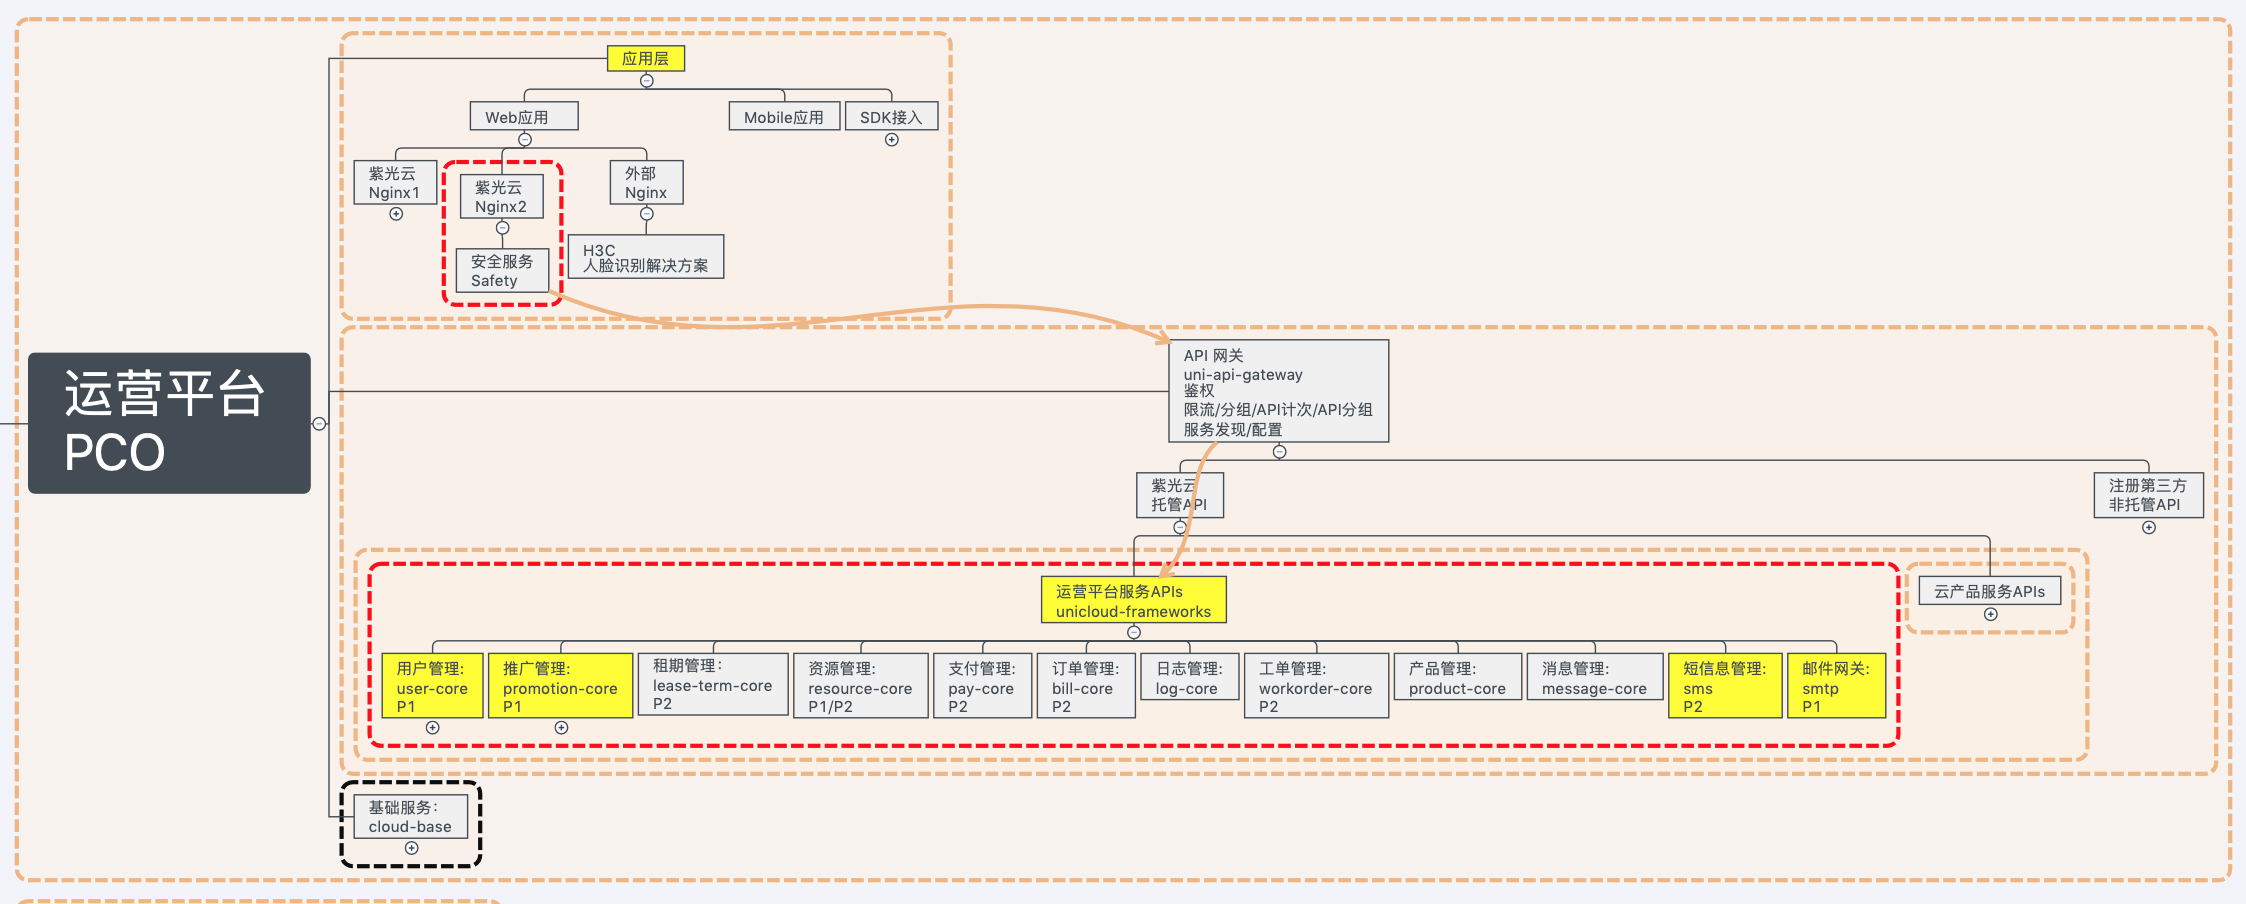 应用层
Web应用
Mobile应用
SDK接入
紫光云
Nginx1
紫光云
Nginx2
外部
Nginx
安全服务
Safety
H3C
人脸识别解决方案
运营平台
PCO
API 网关
uni-api-gateway
鉴权
限流/分组/API计次/API分组
服务发现/配置
紫光云
托管API
注册第三方
非托管API
运营平台服务APIs
unicloud-frameworks
云产品服务APIs
用户管理:
user-core
P1
推广管理:
promotion-core
P1
租期管理：
lease-term-core
P2
资源管理:
resource-core
P1/P2
支付管理:
pay-core
P2
订单管理:
bill-core
P2
日志管理:
log-core
工单管理:
workorder-core
P2
产品管理:
product-core
消息管理:
message-core
短信息管理:
sms
P2
邮件网关:
smtp
P1
基础服务：
cloud-base